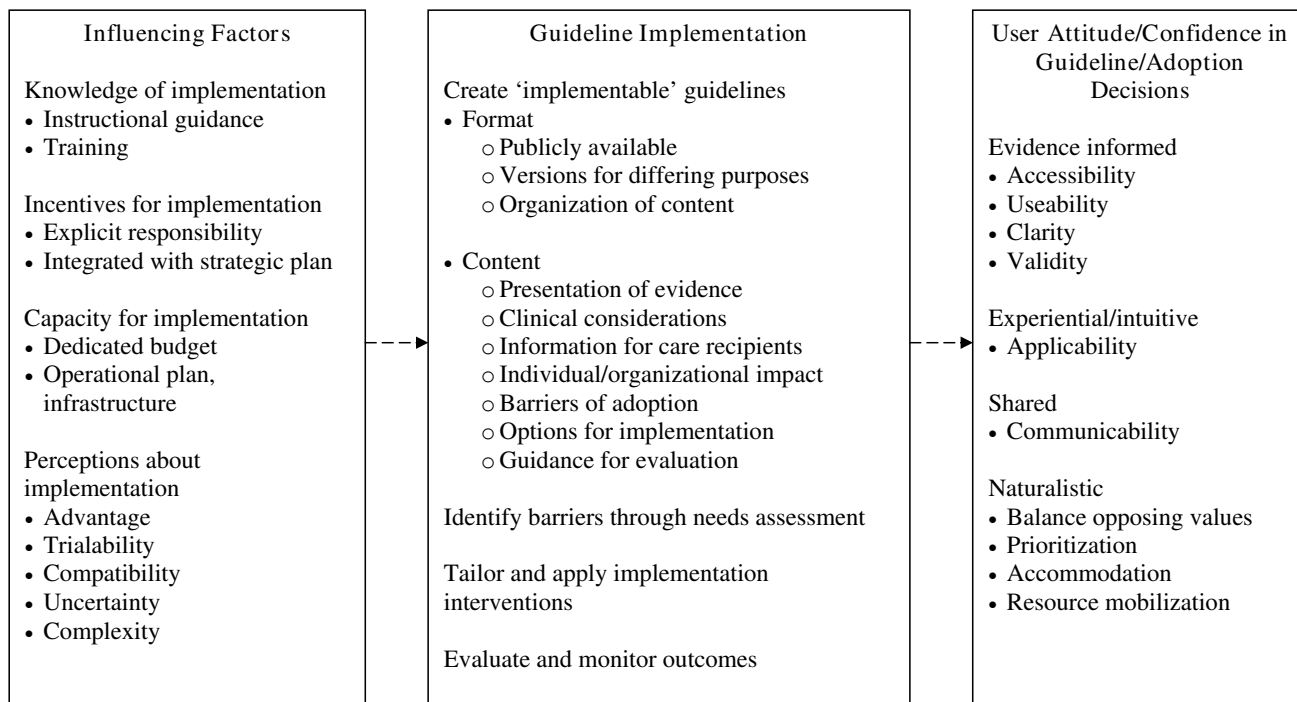 Influencing Factors
Knowledge of implementation
• Instructional guidance
• Training
Incentives for implementation
• Explicit responsibility
• Integrated with strategic plan
Capacity for implementation
• Dedicated budget
• Operational plan,
infrastructure
Perceptions about
implementation
• Advantage
• Trialability
• Compatibility
• Uncertainty
• Complexity
Guideline Implementation
Create ‘implementable’ guidelines
• Format
○ Publicly available
○ Versions for differing purposes
○ Organization of content
• Content
○ Presentation of evidence
○ Clinical considerations
○ Information for care recipients
○ Individual/organizational impact
○ Barriers of adoption
○ Options for implementation
○ Guidance for evaluation
Identify barriers through needs assessment
Tailor and apply implementation
interventions
Evaluate and monitor outcomes
User Attitude/Confidence in
Guideline/Adoption
Decisions
Evidence informed
• Accessibility
• Useability
• Clarity
• Validity
Experiential/intuitive
• Applicability
Shared
• Communicability
Naturalistic
• Balance opposing values
• Prioritization
• Accommodation
• Resource mobilization